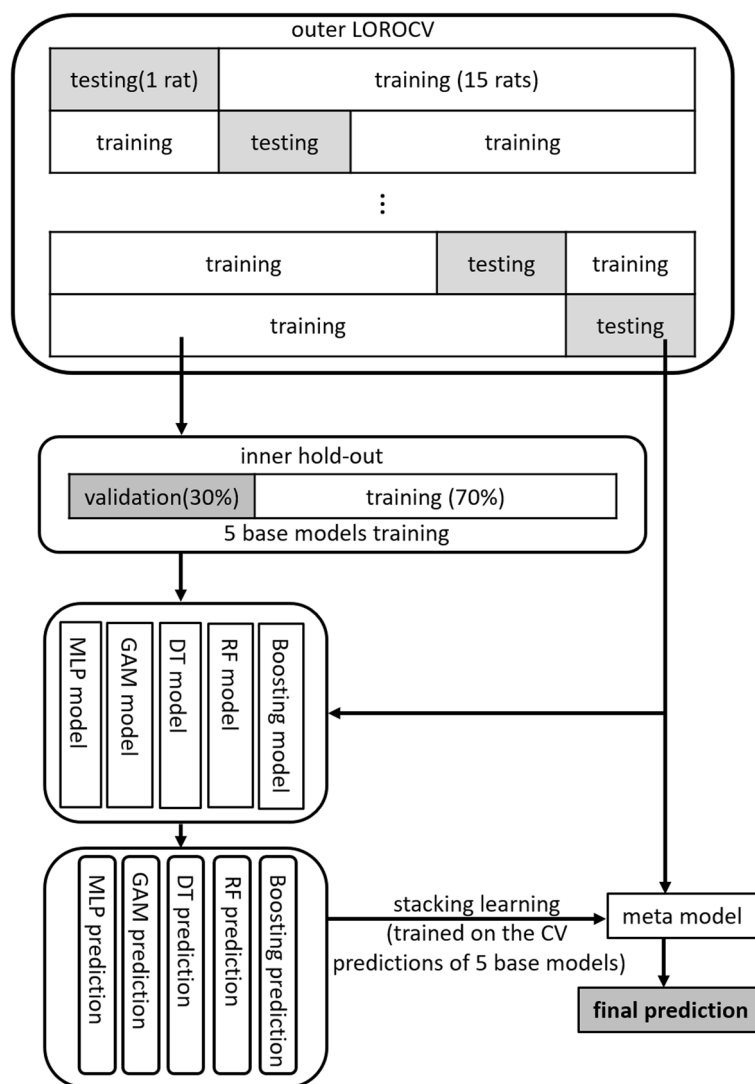 outer LOROCV
testing(1 rat)
training (15 rats)
training
testing
training
⋮
training
testing
training
training
testing
inner hold-out
validation(30%)
training (70%)
5 base models training
MLP model
GAM model
DT model
RF model
Boosting model
MLP prediction
GAM prediction
DT prediction
RF prediction
Boosting prediction
stacking learning
(trained on the CV
predictions of 5 base models)
meta model
final prediction